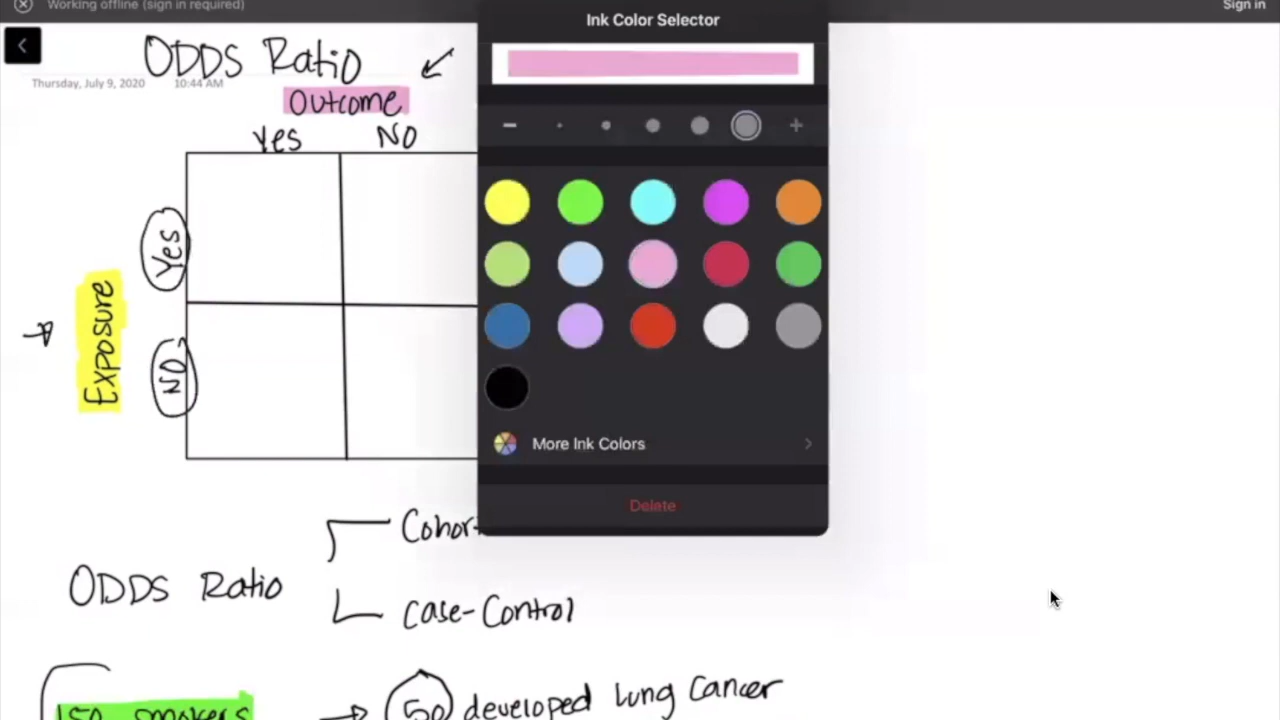 Working offline (sign in required)
Sign in
Ink Color Selector
ODDS Ratio
Thursday, July 9, 2020 10:44 AM
Outcome
Yes NO
Yes
Exposure
NO
More Ink Colors
Delete
Cohor
ODDS Ratio
Case-Control
150 smokers → 50 developed lung cancer